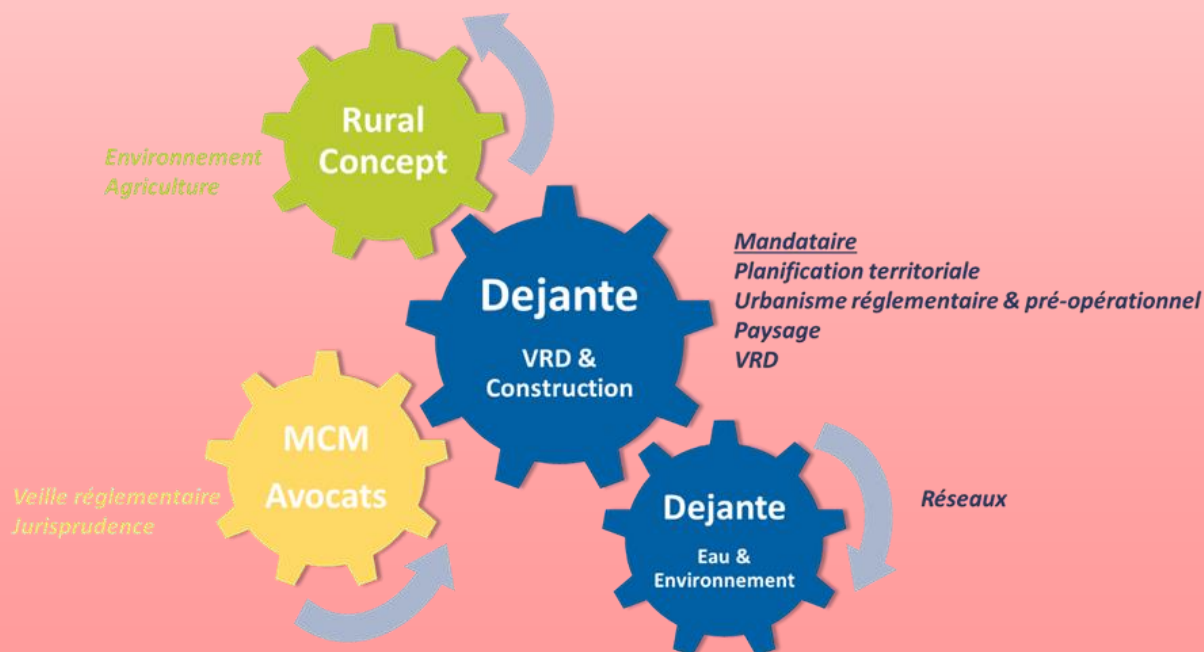 Rural
Concept
Environnement
Agriculture
Dejante
VRD &
Construction
Mandataire
Planification territoriale
Urbanisme réglementaire & pré-opérationnel
Paysage
VRD
MCM
Avocats
Veille réglementaire
Jurisprudence
Dejante
Eau &
Environnement
Réseaux